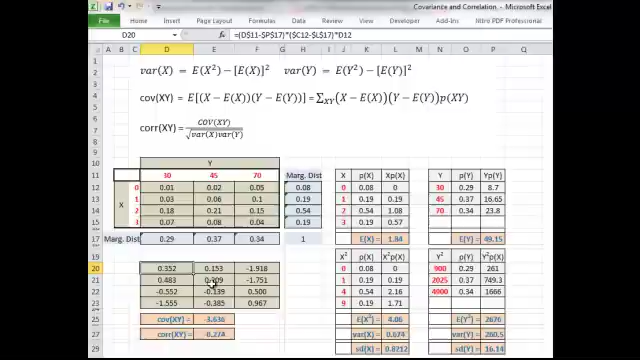 Covariance and Correlation - Microsoft Excel
File Home Insert Page Layout Formulas Data Review View Nitro PDF Professional
D20 fx =(D$11-$P$17)*($C12-$L$17)*D12
A B C D E F G H I J K L M N O P
var(X) = E(X²) − [E(X)]² var(Y) = E(Y²) − [E(Y)]²
cov(XY) = E[(X − E(X))(Y − E(Y))] = ∑XY(X − E(X))(Y − E(Y))p(XY)
corr(XY) = COV(XY) / √var(X)var(Y)
Y
30 45 70 Marg. Dist X p(X) Xp(X) Y p(Y) Yp(Y)
0 0.01 0.02 0.05 0.08 0 0.08 0 30 0.29 8.7
X 1 0.03 0.06 0.1 0.19 1 0.19 0.19 45 0.37 16.65
2 0.18 0.21 0.15 0.54 2 0.54 1.08 70 0.34 23.8
3 0.07 0.08 0.04 0.19 3 0.19 0.57
Marg. Dist 0.29 0.37 0.34 1 E(X) = 1.84 E(Y) = 49.15
X² p(X) X²p(X) Y² p(Y) Y²p(Y)
0.352 0.153 -1.918 0 0.08 0 900 0.29 261
0.483 -1.751 1 0.19 0.19 2025 0.37 749.3
-0.552 -0.139 0.500 4 0.54 2.16 4900 0.34 1666
-1.555 -0.385 0.967 9 0.19 1.71
cov(XY) = -3.636 E(X²) = 4.06 E(Y²) = 2676
corr(XY) = -0.274 var(X) = 0.674 var(Y) = 260.5
sd(X) = 0.8212 sd(Y) = 16.14